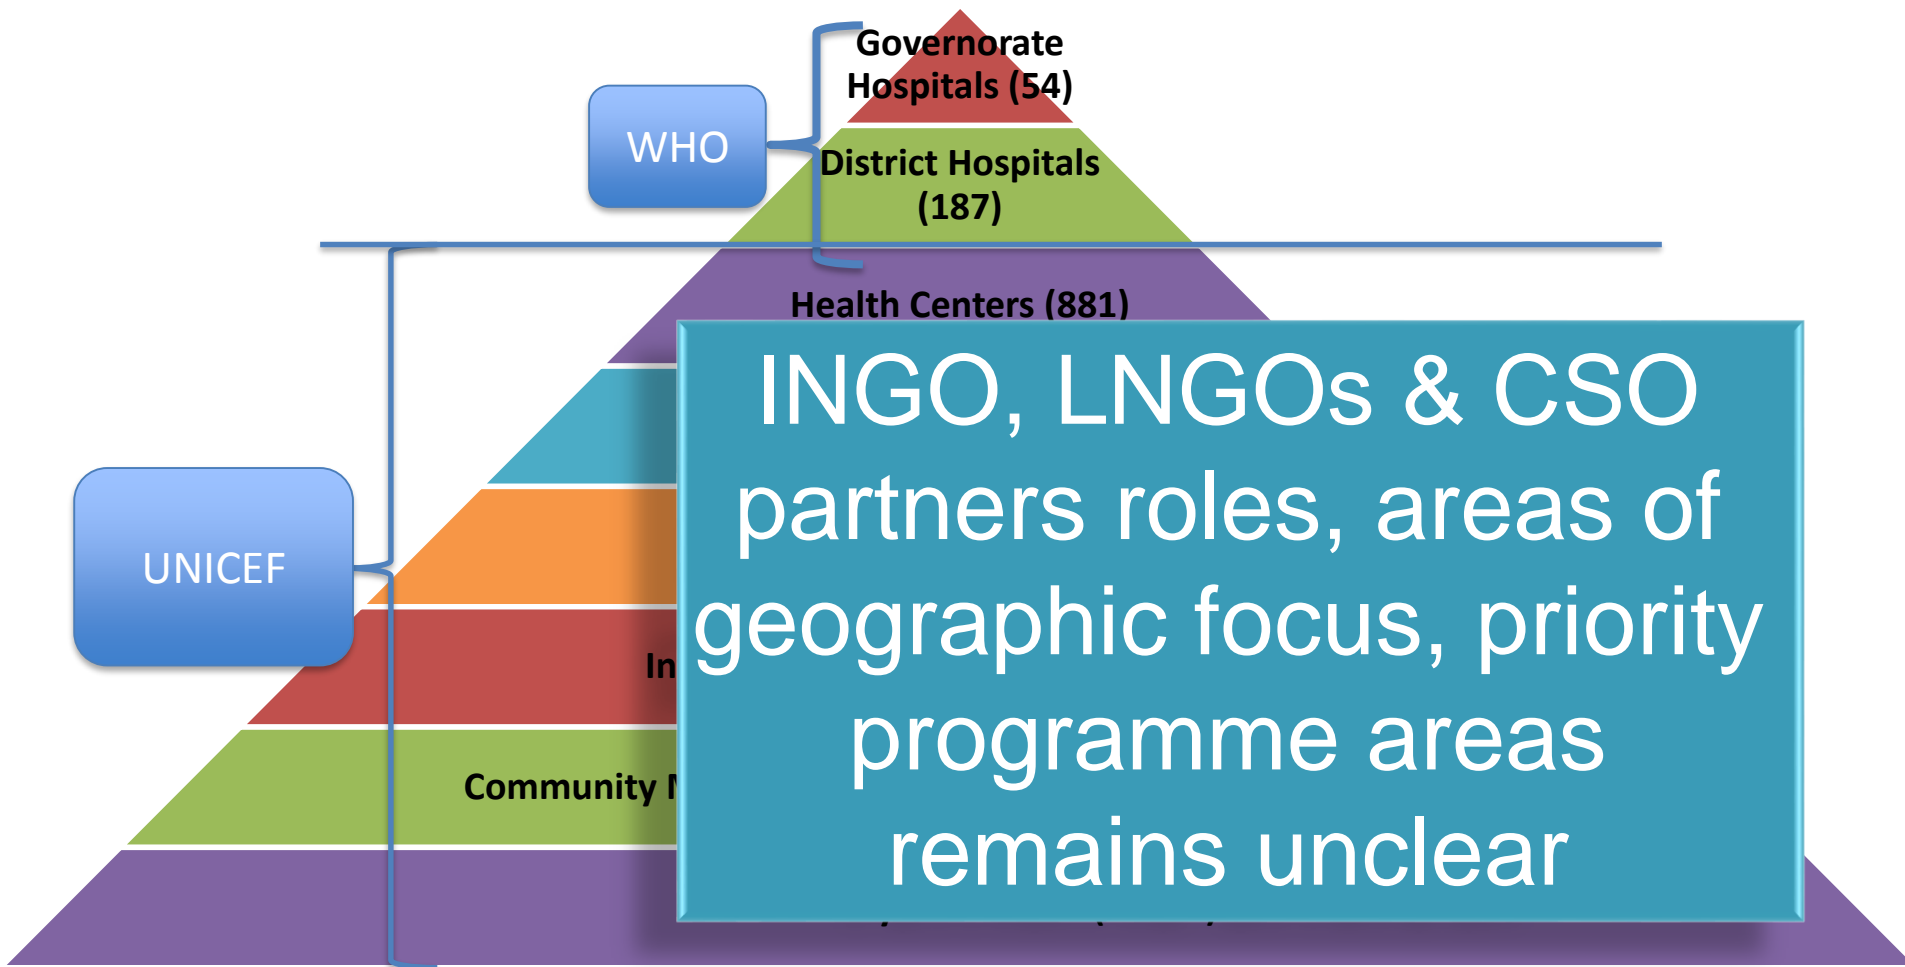 Governorate
Hospitals (54)
WHO
District Hospitals
(187)
Health Centers (881)
INGO, LNGOs & CSO
partners roles, areas of
geographic focus, priority
programme areas
remains unclear
UNICEF
Community